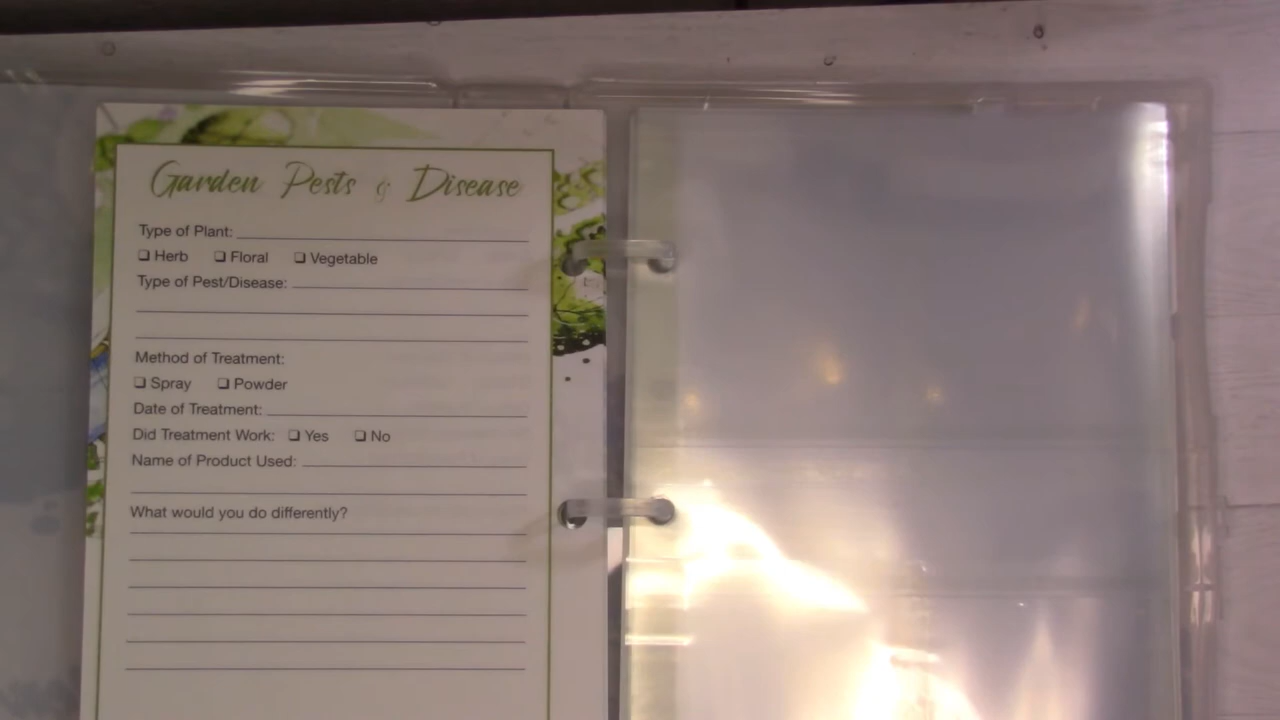 Garden Pests & Disease
Type of Plant:
❑ Herb ❑ Floral ❑ Vegetable
Type of Pest/Disease:
Method of Treatment:
❑ Spray ❑ Powder
Date of Treatment:
Did Treatment Work: ❑ Yes ❑ No
Name of Product Used:
What would you do differently?